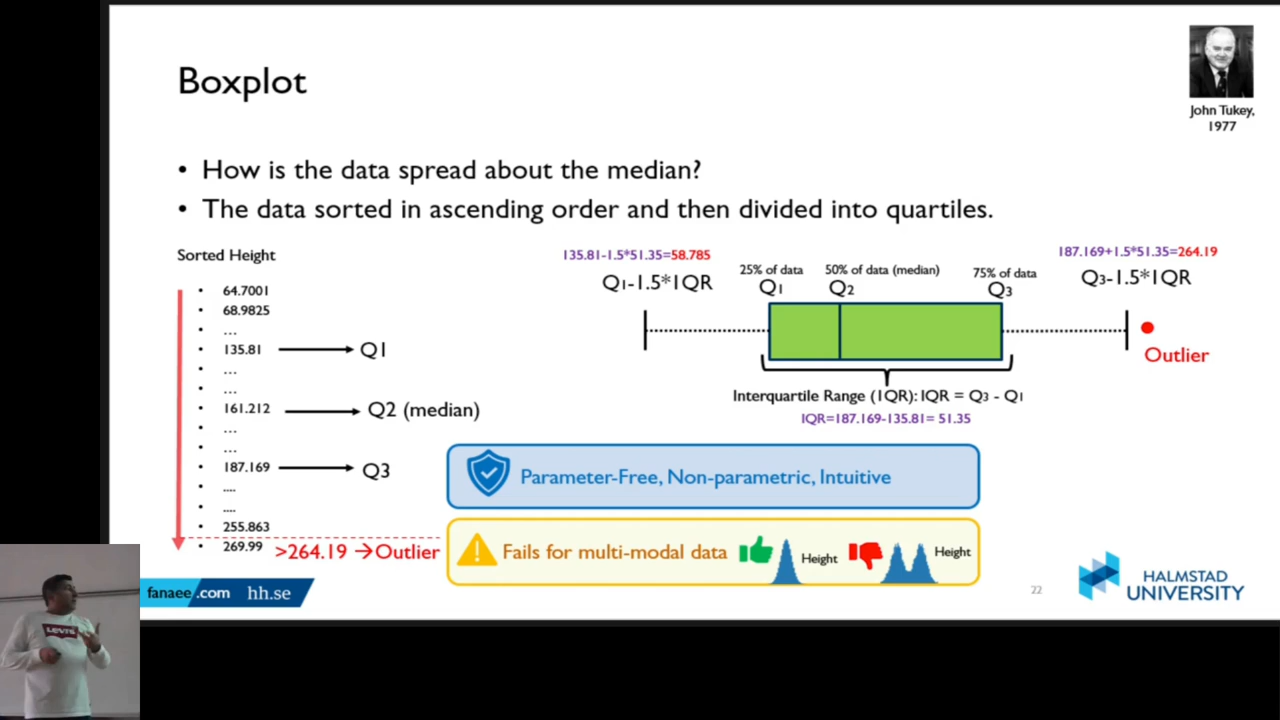 Boxplot
John Tukey,
1977
• How is the data spread about the median?
• The data sorted in ascending order and then divided into quartiles.
Sorted Height
• 64.7001
• 68.9825
• ...
• 135.81
Q1
• ...
• ...
• 161.212
Q2 (median)
• ...
• ...
• 187.169
Q3
• ....
• ....
• 255.863
• 269.99
>264.19 →Outlier
135.81-1.5*51.35=58.785
Q1-1.5*IQR
25% of data
Q1
50% of data (median)
Q2
75% of data
Q3
187.169+1.5*51.35=264.19
Q3-1.5*IQR
Outlier
Interquartile Range (IQR): IQR = Q3 - Q1
IQR=187.169-135.81= 51.35
Parameter-Free, Non-parametric, Intuitive
Fails for multi-modal data
Height
Height
fanaee.com hh.se
22
HALMSTAD
UNIVERSITY
LEVI'S